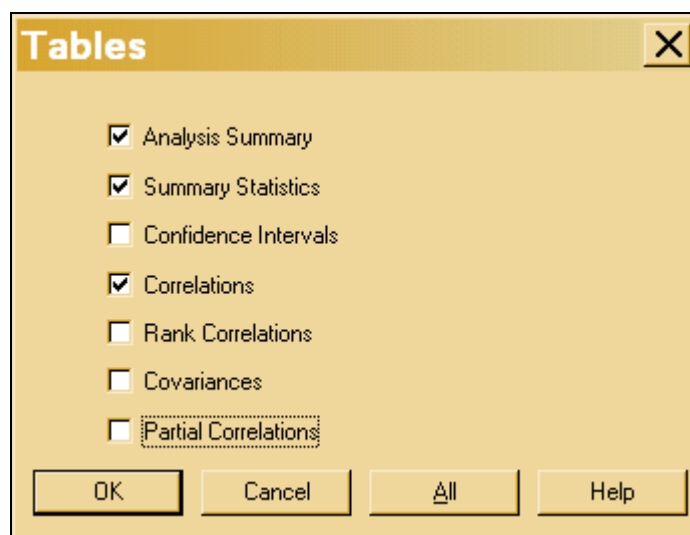 Tables
Analysis Summary
Summary Statistics
Confidence Intervals
Correlations
Rank Correlations
Covariances
Partial Correlations
OK Cancel All Help